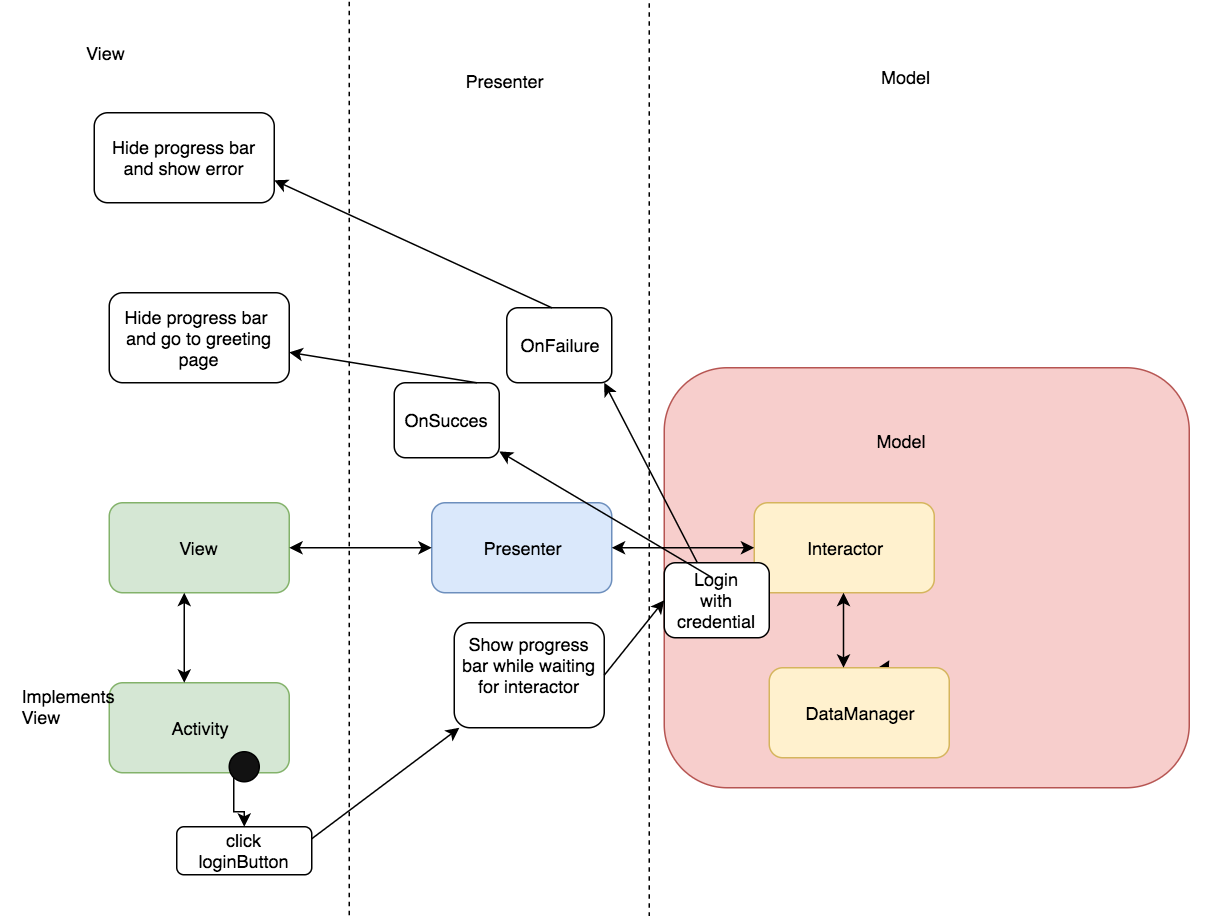 View
Presenter
Model
Hide progress bar
and show error
Hide progress bar
and go to greeting
page
OnFailure
OnSucces
Model
View
Presenter
Interactor
Login
with
credential
Show progress
bar while waiting
for interactor
Implements
View
Activity
DataManager
click
loginButton